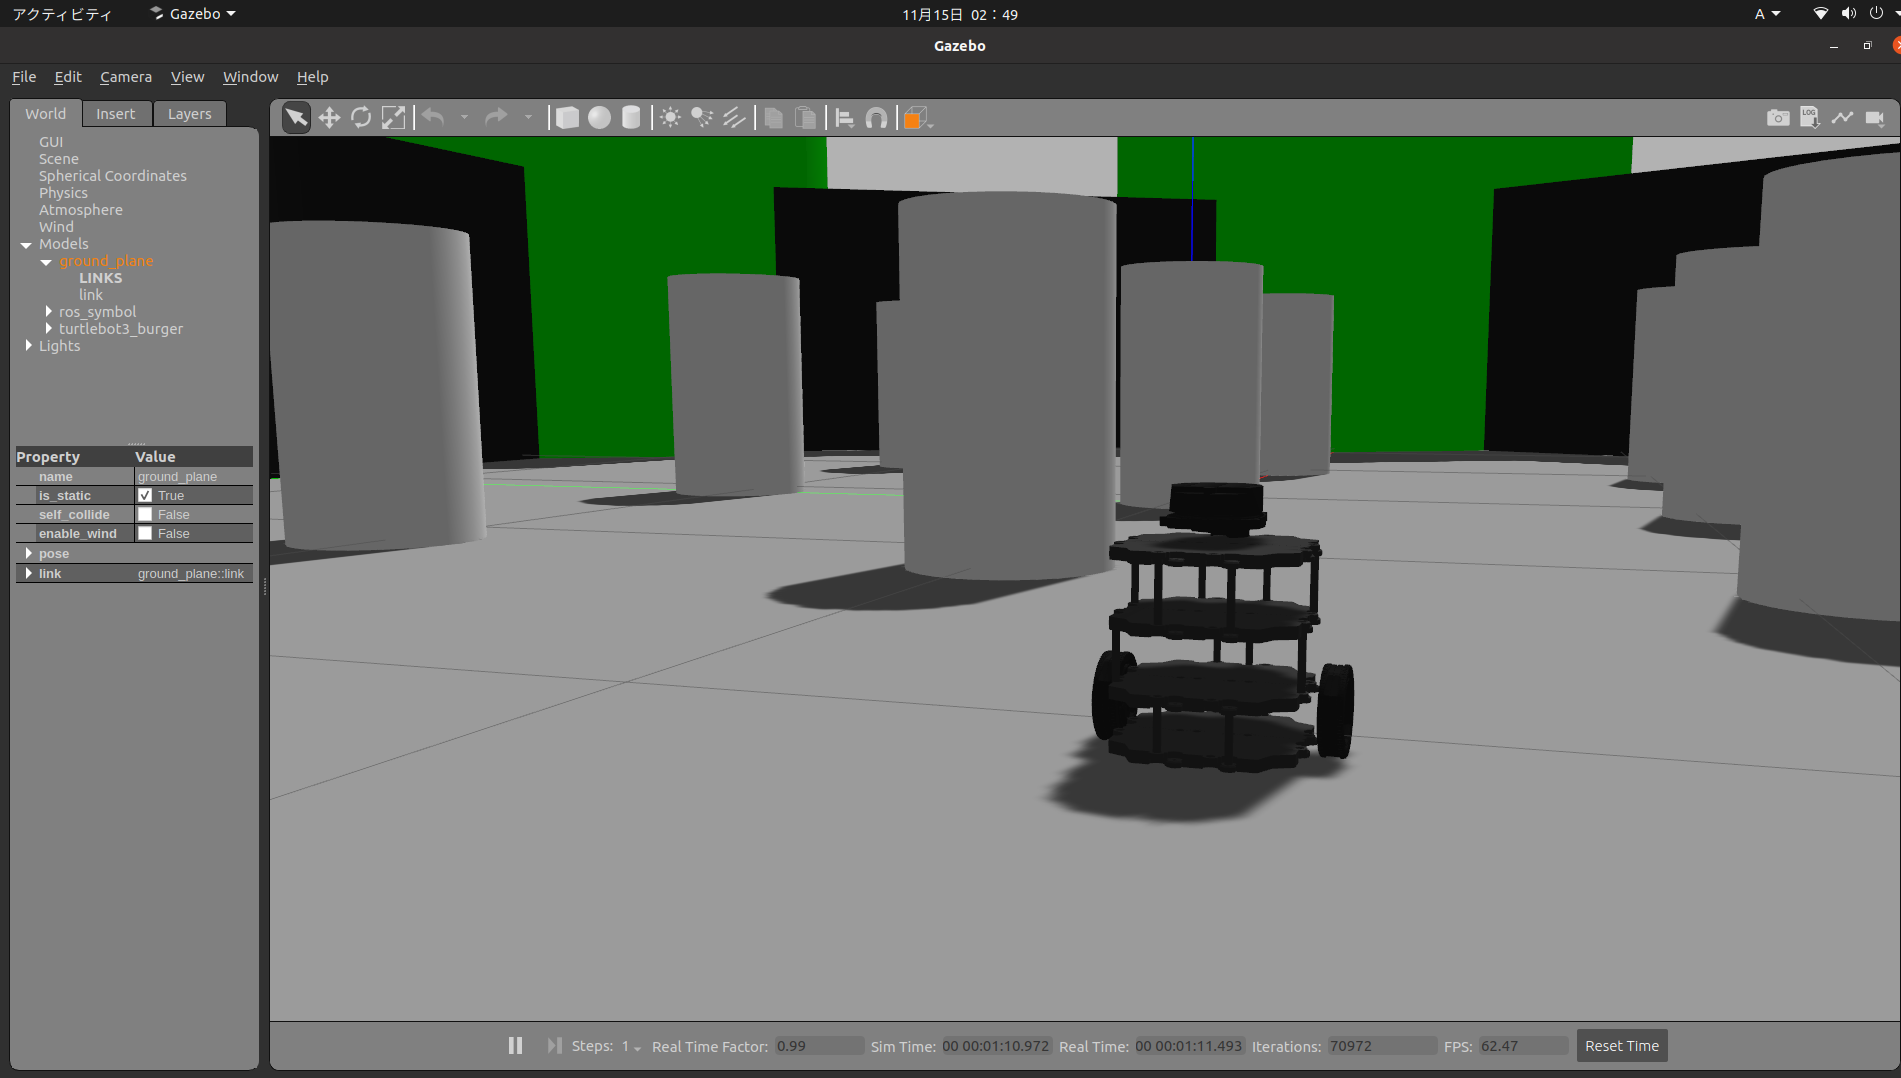 アクティビティ Gazebo 11月15日 02：49 A
Gazebo
File Edit Camera View Window Help
World Insert Layers
LOG
GUI
Scene
Spherical Coordinates
Physics
Atmosphere
Wind
Models
ground_plane
LINKS
link
ros_symbol
turtlebot3_burger
Lights
Property Value
name ground_plane
is_static True
self_collide False
enable_wind False
pose
link ground_plane::link
Steps: 1 Real Time Factor: 0.99 Sim Time: 00 00:01:10.972 Real Time: 00 00:01:11.493 Iterations: 70972 FPS: 62.47 Reset Time